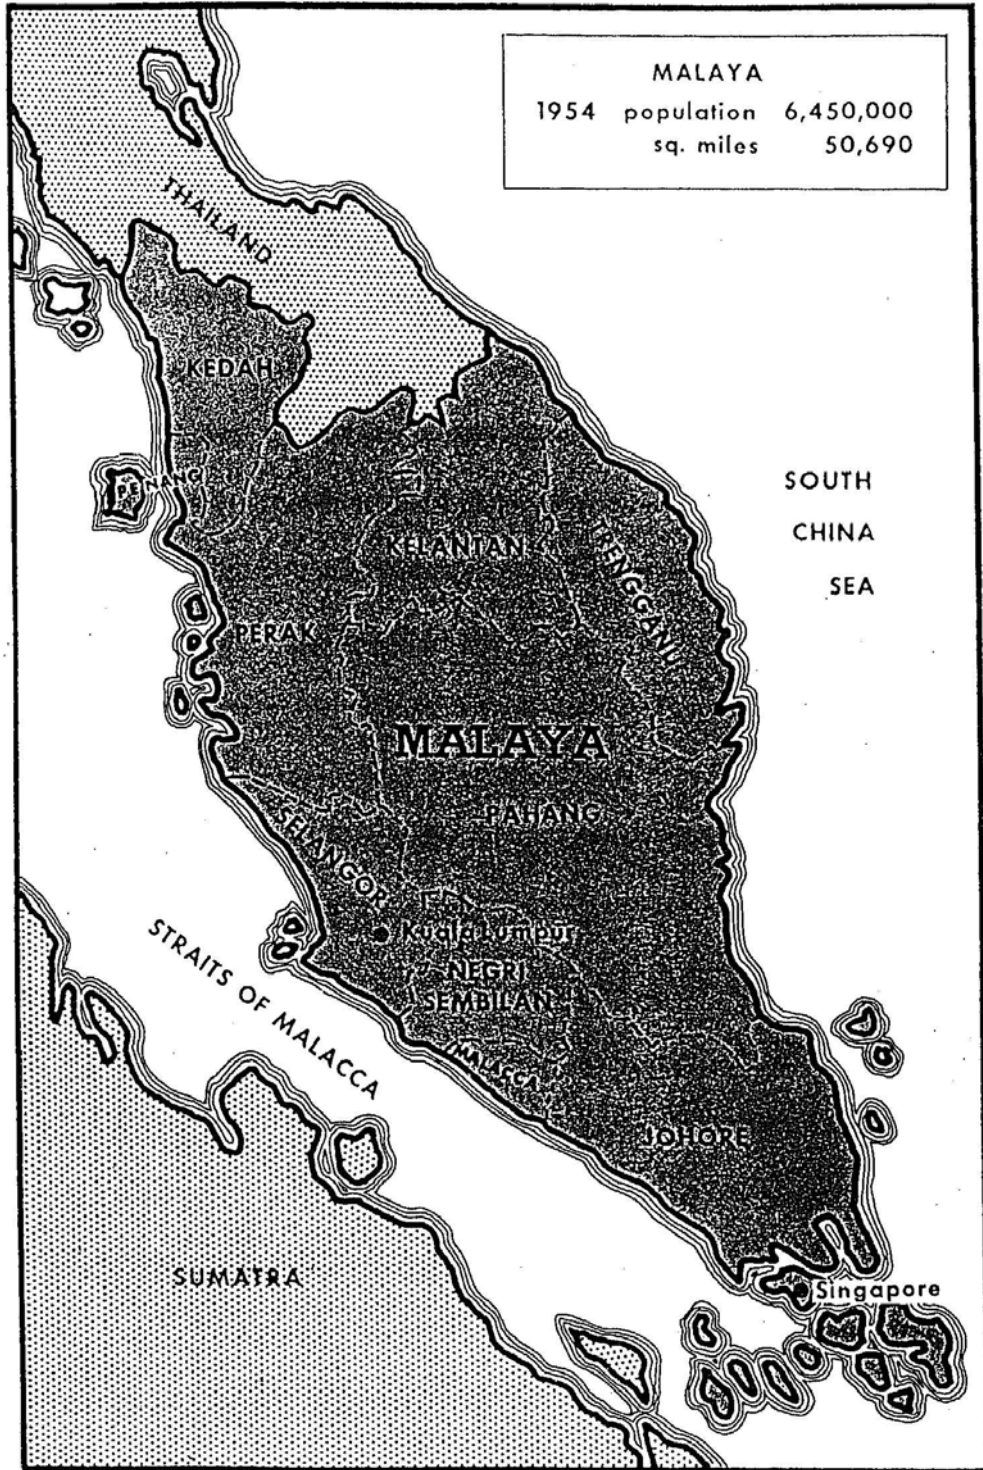 MALAYA
1954 population 6,450,000
sq. miles 50,690
THAILAND
KEDAH
PENANG
SOUTH
CHINA
SEA
KELANTAN
TRENGGANU
PERAK
MALAYA
PAHANG
SELANGOR
Kuala Lumpur
NEGRI
SEMBILAN
STRAITS OF MALACCA
MALACCA
JOHORE
SUMATRA
Singapore